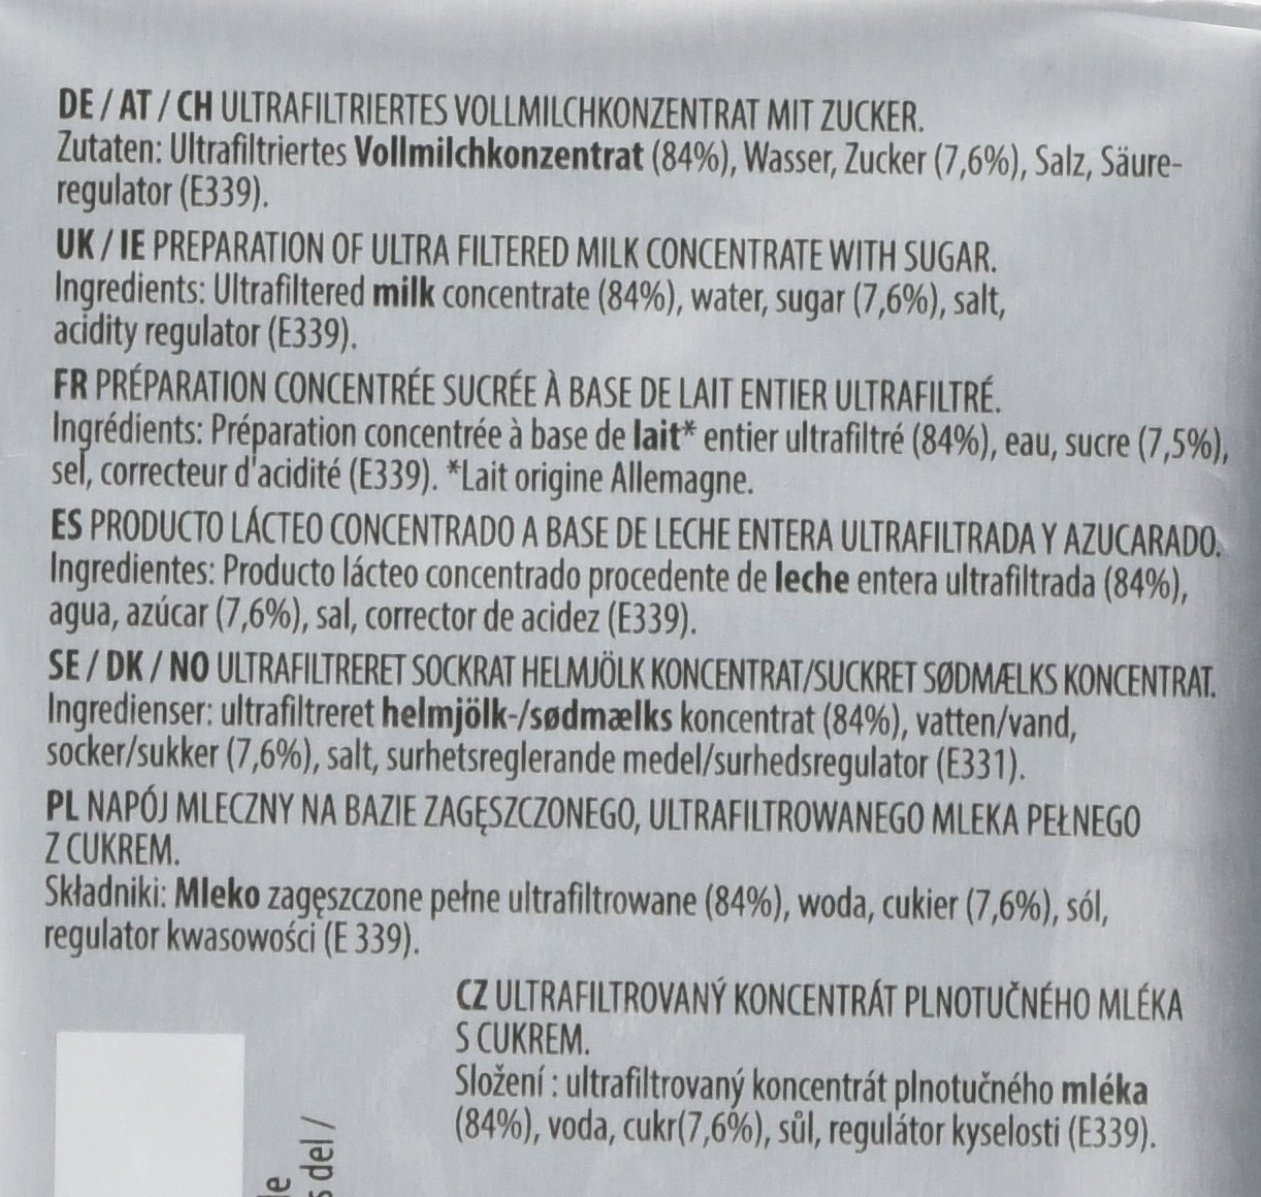 DE / AT / CH ULTRAFILTRIERTES VOLLMILCHKONZENTRAT MIT ZUCKER.
Zutaten: Ultrafiltriertes Vollmilchkonzentrat (84%), Wasser, Zucker (7,6%), Salz, Säure-
regulator (E339).
UK / IE PREPARATION OF ULTRA FILTERED MILK CONCENTRATE WITH SUGAR.
Ingredients: Ultrafiltered milk concentrate (84%), water, sugar (7,6%), salt,
acidity regulator (E339).
FR PRÉPARATION CONCENTRÉE SUCRÉE À BASE DE LAIT ENTIER ULTRAFILTRÉ.
Ingrédients: Préparation concentrée à base de lait* entier ultrafiltré (84%), eau, sucre (7,5%),
sel, correcteur d'acidité (E339). *Lait origine Allemagne.
ES PRODUCTO LÁCTEO CONCENTRADO A BASE DE LECHE ENTERA ULTRAFILTRADA Y AZUCARADO.
Ingredientes: Producto lácteo concentrado procedente de leche entera ultrafiltrada (84%),
agua, azúcar (7,6%), sal, corrector de acidez (E339).
SE / DK / NO ULTRAFILTRERET SOCKRAT HELMJÖLK KONCENTRAT/SUCKRET SØDMÆLKS KONCENTRAT.
Ingredienser: ultrafiltreret helmjölk-/sødmælks koncentrat (84%), vatten/vand,
socker/sukker (7,6%), salt, surhetsreglerande medel/surhedsregulator (E331).
PL NAPÓJ MLECZNY NA BAZIE ZAGĘSZCZONEGO, ULTRAFILTROWANEGO MLEKA PEŁNEGO
Z CUKREM.
Składniki: Mleko zagęszczone pełne ultrafiltrowane (84%), woda, cukier (7,6%), sól,
regulator kwasowości (E 339).
CZ ULTRAFILTROVANÝ KONCENTRÁT PLNOTUČNÉHO MLÉKA
S CUKREM.
Složení : ultrafiltrovaný koncentrát plnotučného mléka
(84%), voda, cukr(7,6%), sůl, regulátor kyselosti (E339).
del /